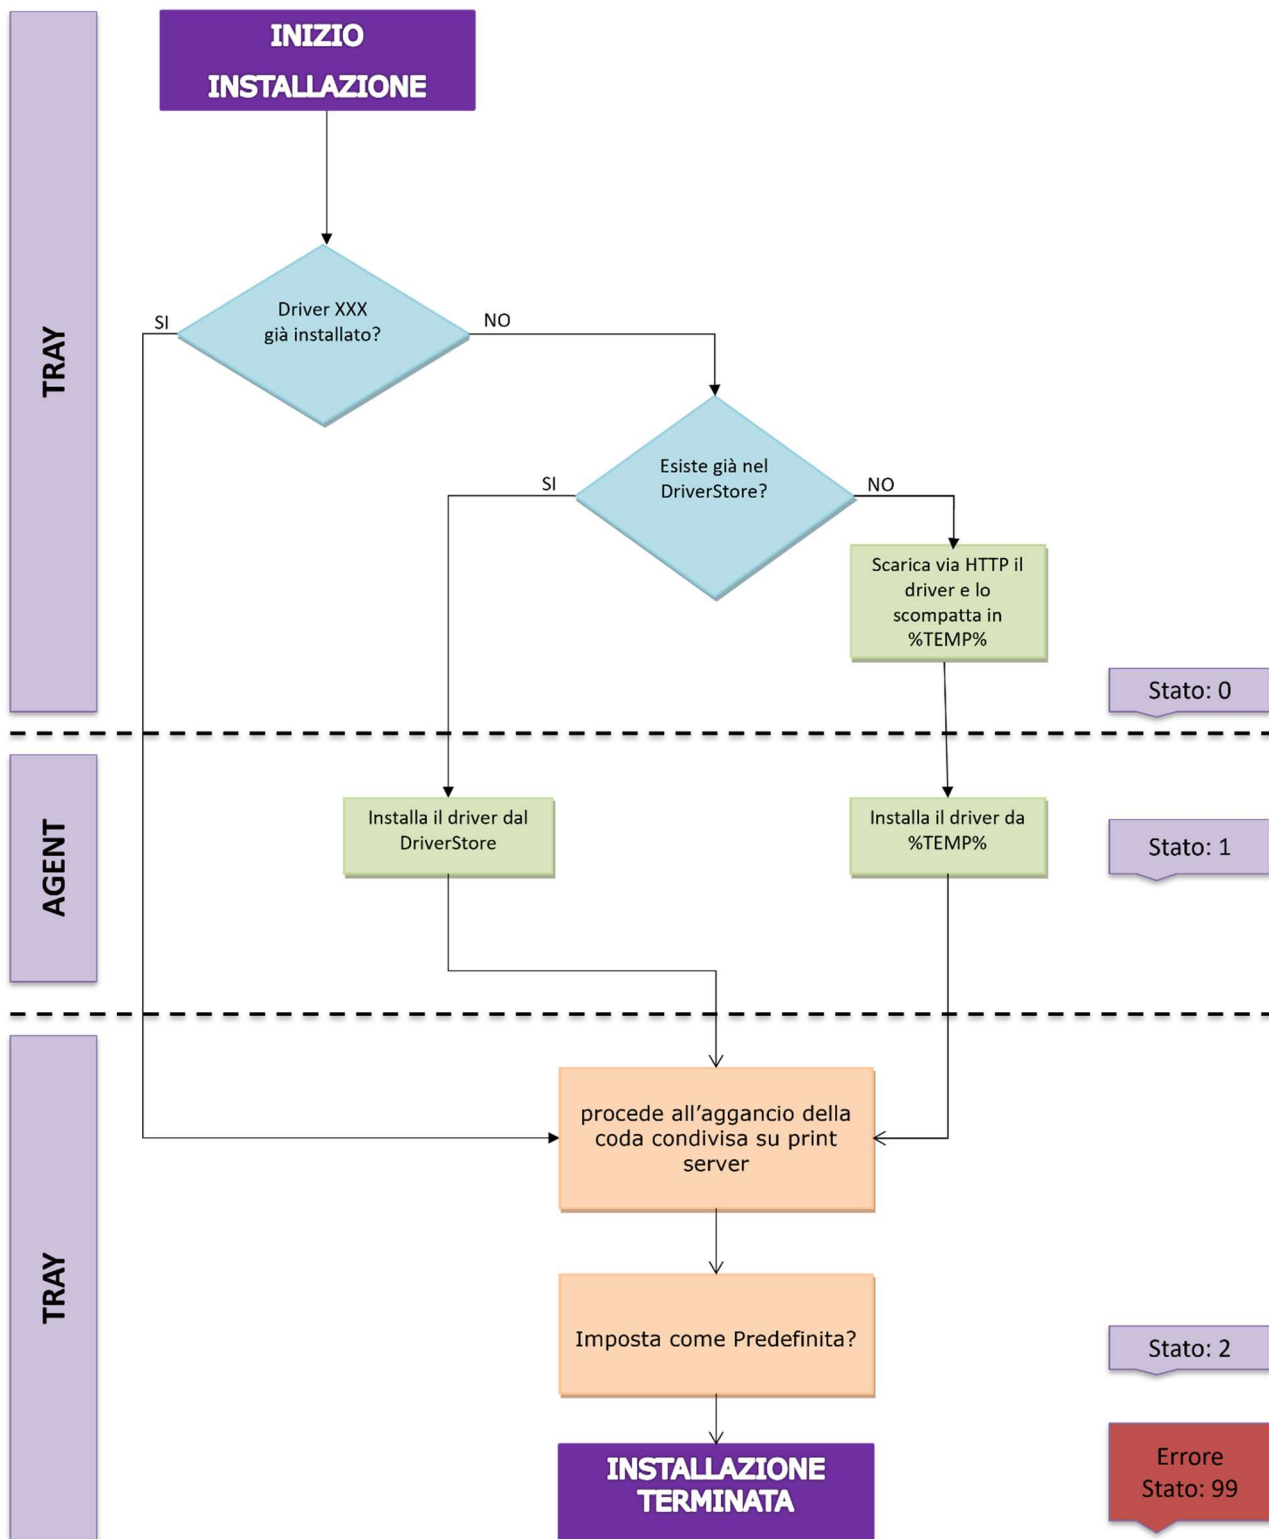 INIZIO
INSTALLAZIONE
TRAY
Driver XXX
già installato?
SI
NO
Esiste già nel
DriverStore?
SI
NO
Scarica via HTTP il
driver e lo
scompatta in
%TEMP%
Stato: 0
AGENT
Installa il driver dal
DriverStore
Installa il driver da
%TEMP%
Stato: 1
TRAY
procede all’aggancio della
coda condivisa su print
server
Imposta come Predefinita?
Stato: 2
INSTALLAZIONE
TERMINATA
Errore
Stato: 99